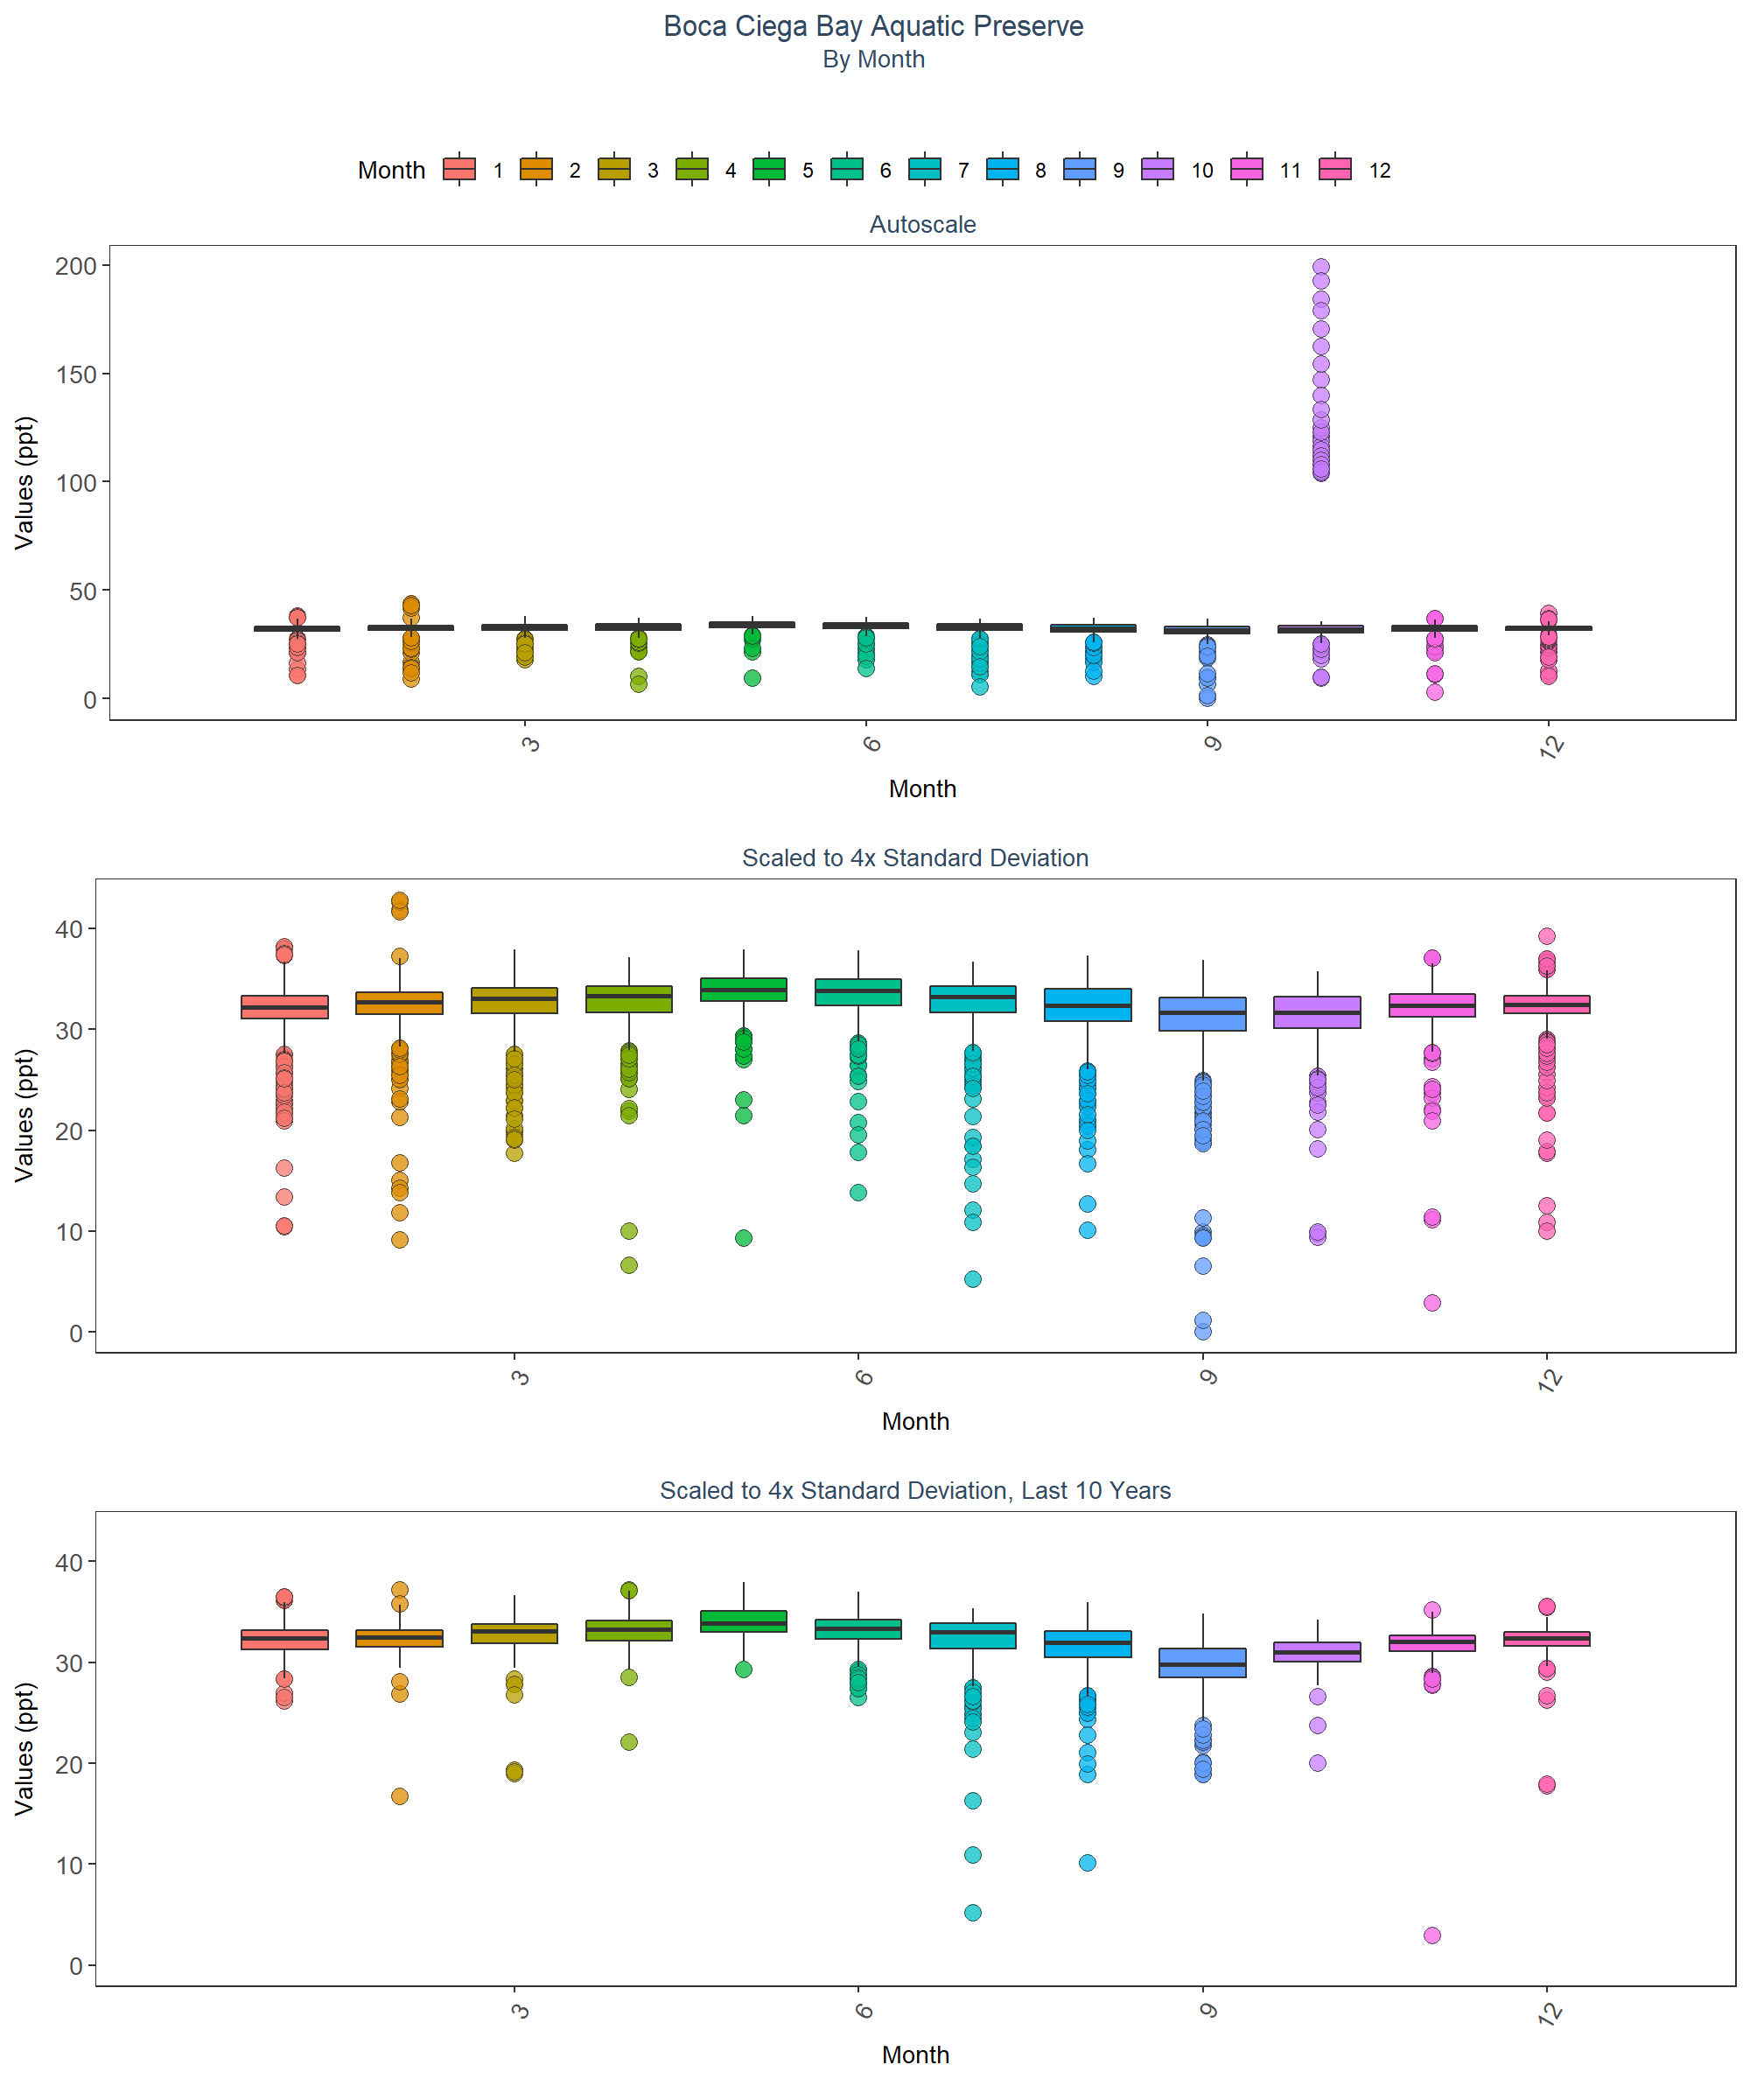 Boca Ciega Bay Aquatic Preserve
By Month
Month 1 2 3 4 5 6 7 8 9 10 11 12
Autoscale
Values (ppt)
200
150
100
50
0
3 6 9 12
Month
Scaled to 4x Standard Deviation
Values (ppt)
40
30
20
10
0
3 6 9 12
Month
Scaled to 4x Standard Deviation, Last 10 Years
Values (ppt)
40
30
20
10
0
3 6 9 12
Month